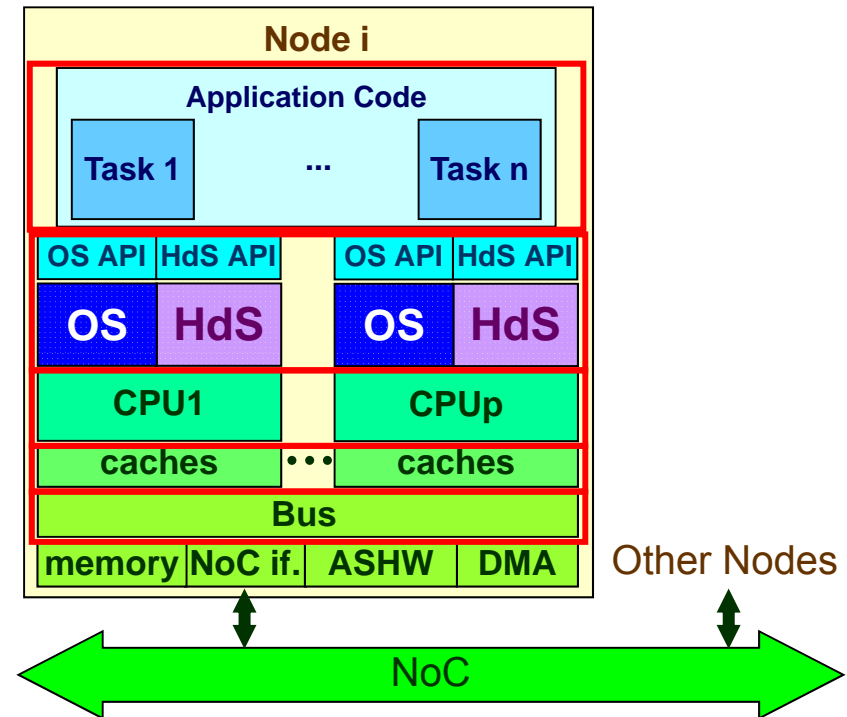 Node i
Application Code
Task 1 ... Task n
OS API HdS API OS API HdS API
OS HdS OS HdS
CPU1 CPUp
caches ... caches
Bus
memory NoC if. ASHW DMA Other Nodes
NoC